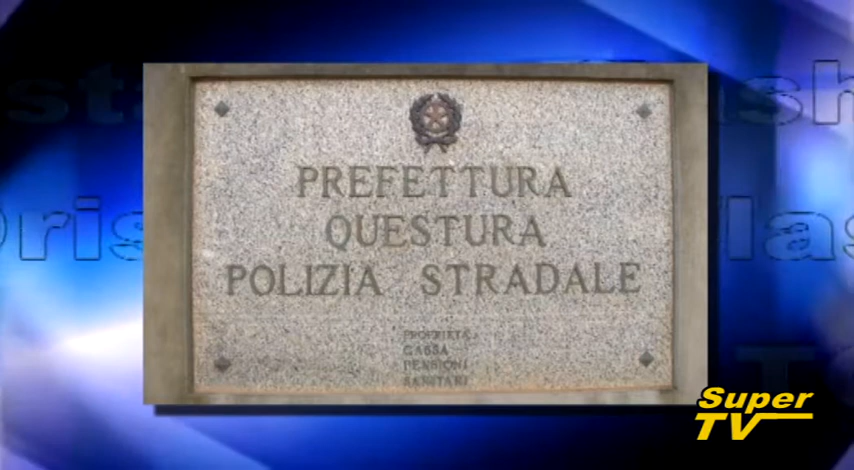 PREFETTURA
QUESTURA
POLIZIA STRADALE
PROPRIETÀ
CASSA
PENSIONI
SANITARI
Super
TV